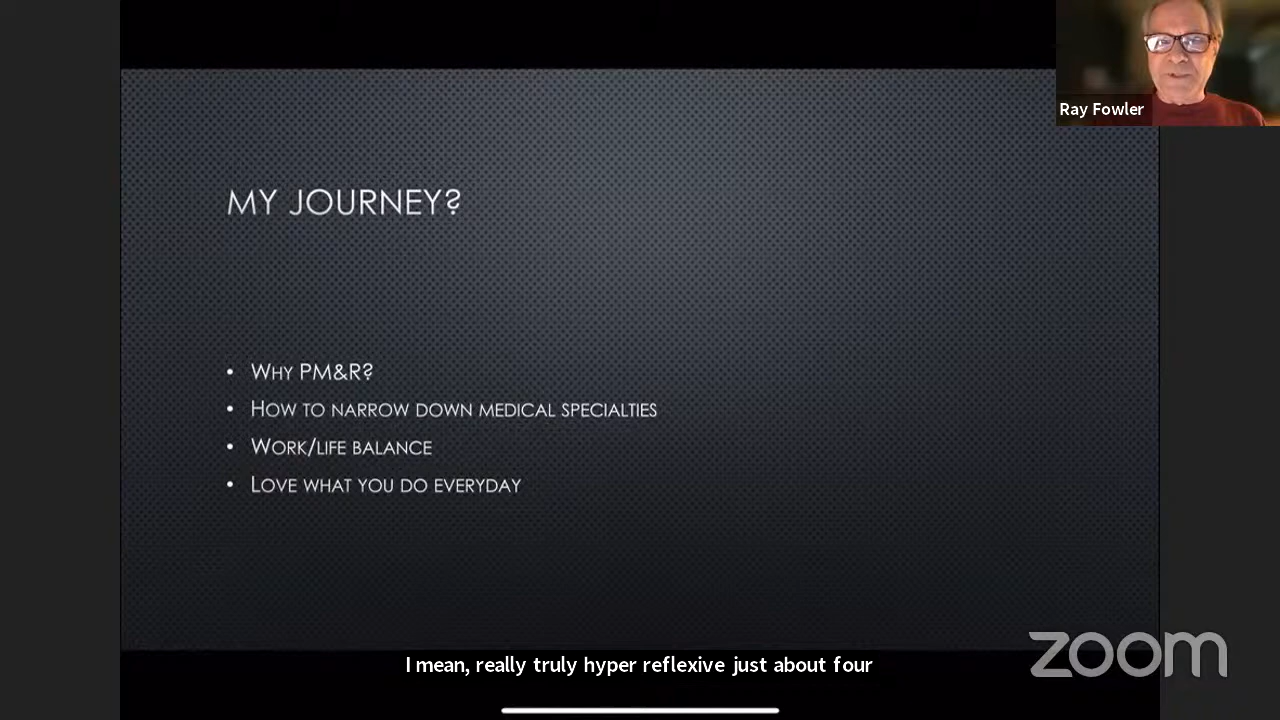 Ray Fowler
MY JOURNEY?
• WHY PM&R?
• HOW TO NARROW DOWN MEDICAL SPECIALTIES
• WORK/LIFE BALANCE
• LOVE WHAT YOU DO EVERYDAY
zoom
I mean, really truly hyper reflexive just about four